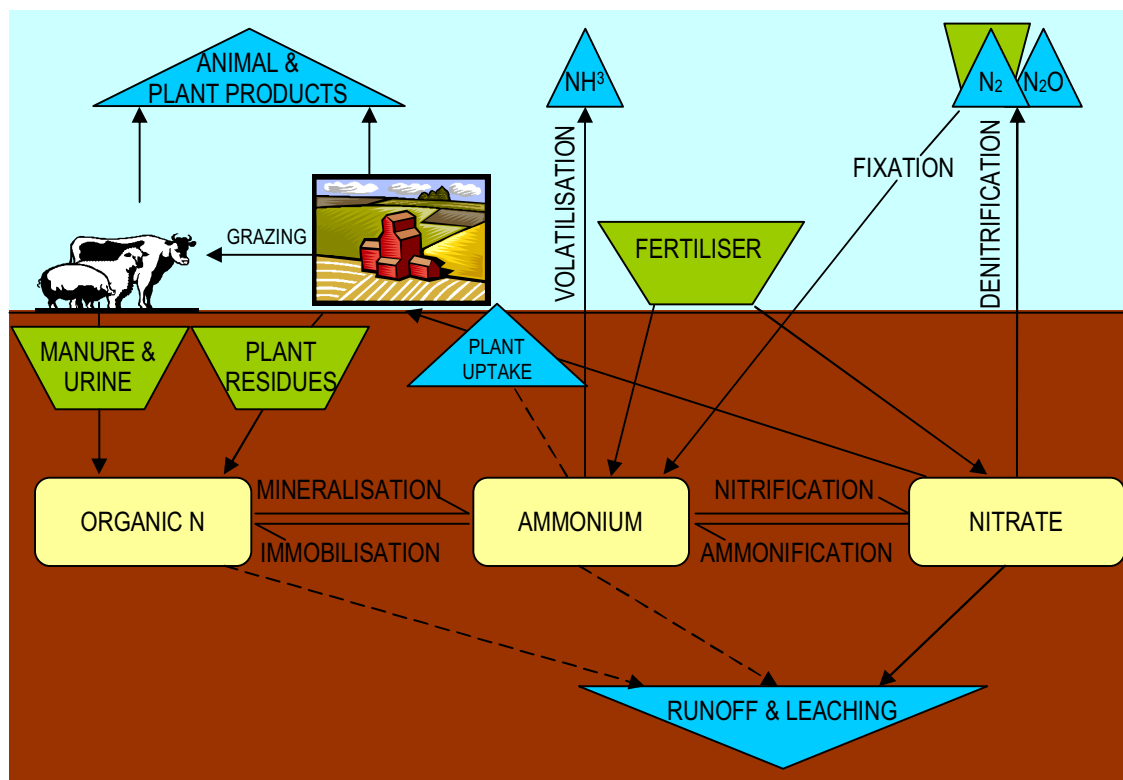 ANIMAL &
PLANT PRODUCTS
NH³
N₂
N₂O
VOLATILISATION
FIXATION
DENITRIFICATION
GRAZING
FERTILISER
MANURE &
URINE
PLANT
RESIDUES
PLANT
UPTAKE
ORGANIC N
MINERALISATION
IMMOBILISATION
AMMONIUM
NITRIFICATION
AMMONIFICATION
NITRATE
RUNOFF & LEACHING